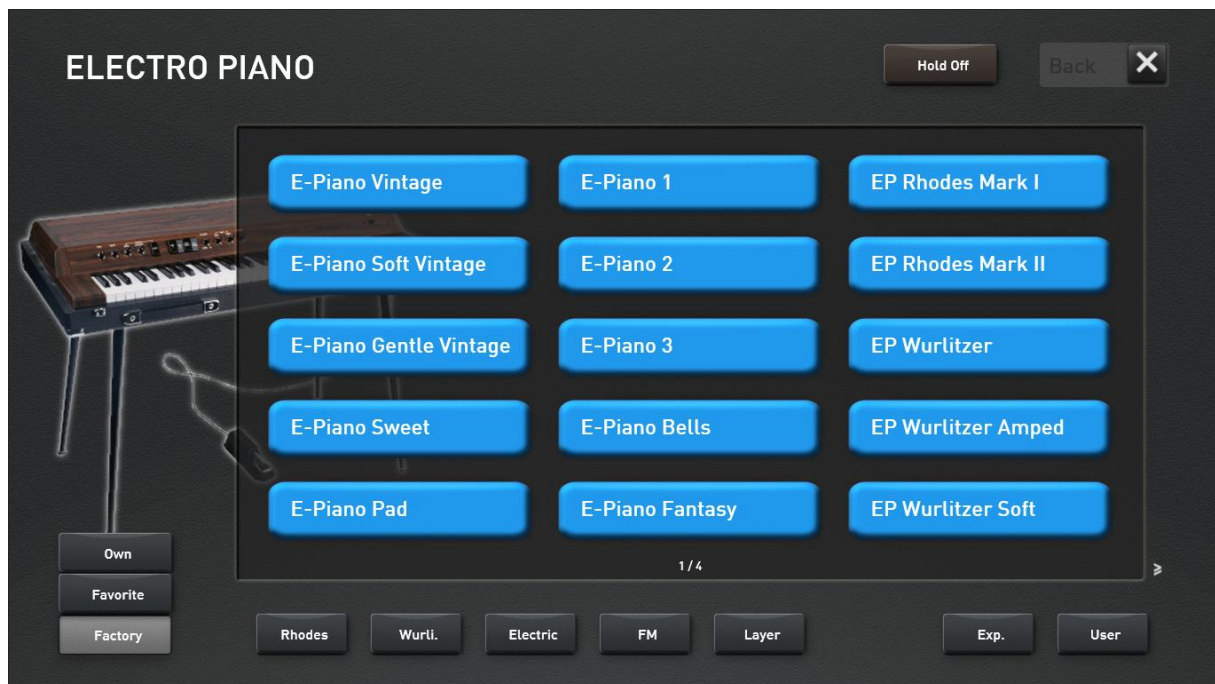 ELECTRO PIANO
Hold Off
Back
E-Piano Vintage
E-Piano 1
EP Rhodes Mark I
E-Piano Soft Vintage
E-Piano 2
EP Rhodes Mark II
E-Piano Gentle Vintage
E-Piano 3
EP Wurlitzer
E-Piano Sweet
E-Piano Bells
EP Wurlitzer Amped
E-Piano Pad
E-Piano Fantasy
EP Wurlitzer Soft
1/4
Own
Favorite
Factory
Rhodes
Wurli.
Electric
FM
Layer
Exp.
User